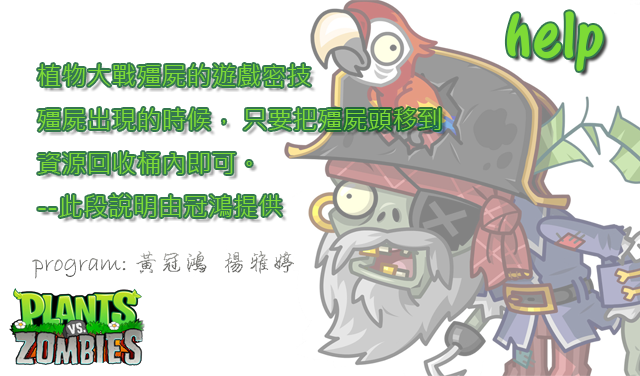 help
植物大戰殭屍的遊戲密技
殭屍出現的時候，只要把殭屍頭移到
資源回收桶內即可。
--此段說明由冠鴻提供
program: 黃冠鴻 楊雅婷
PLANTS
VS.
ZOMBIES